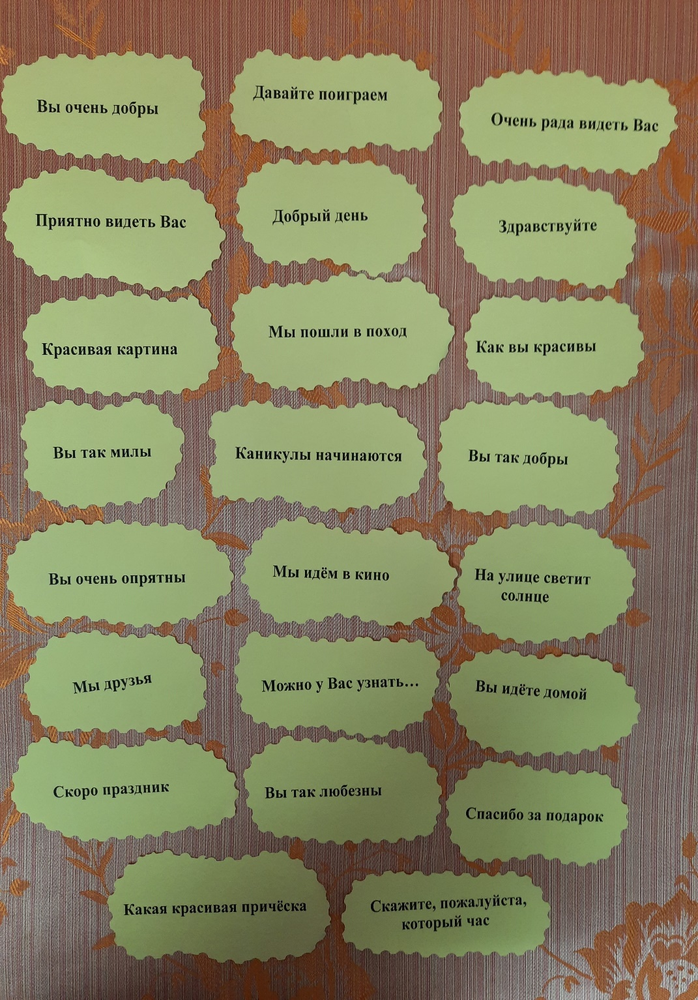 Вы очень добры
Давайте поиграем
Очень рада видеть Вас
Приятно видеть Вас
Добрый день
Здравствуйте
Красивая картина
Мы пошли в поход
Как вы красивы
Вы так милы
Каникулы начинаются
Вы так добры
Вы очень опрятны
Мы идём в кино
На улице светит
солнце
Мы друзья
Можно у Вас узнать...
Вы идёте домой
Скоро праздник
Вы так любезны
Спасибо за подарок
Какая красивая причёска
Скажите, пожалуйста,
который час